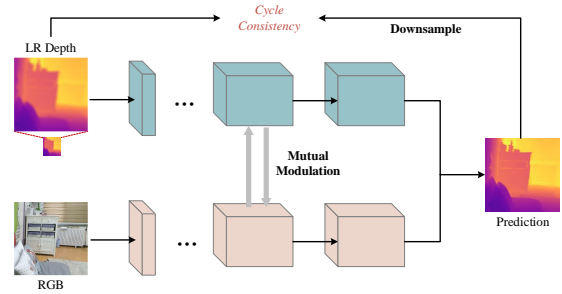 Cycle
Consistency
Downsample
LR Depth
...
Mutual
Modulation
...
Prediction
RGB